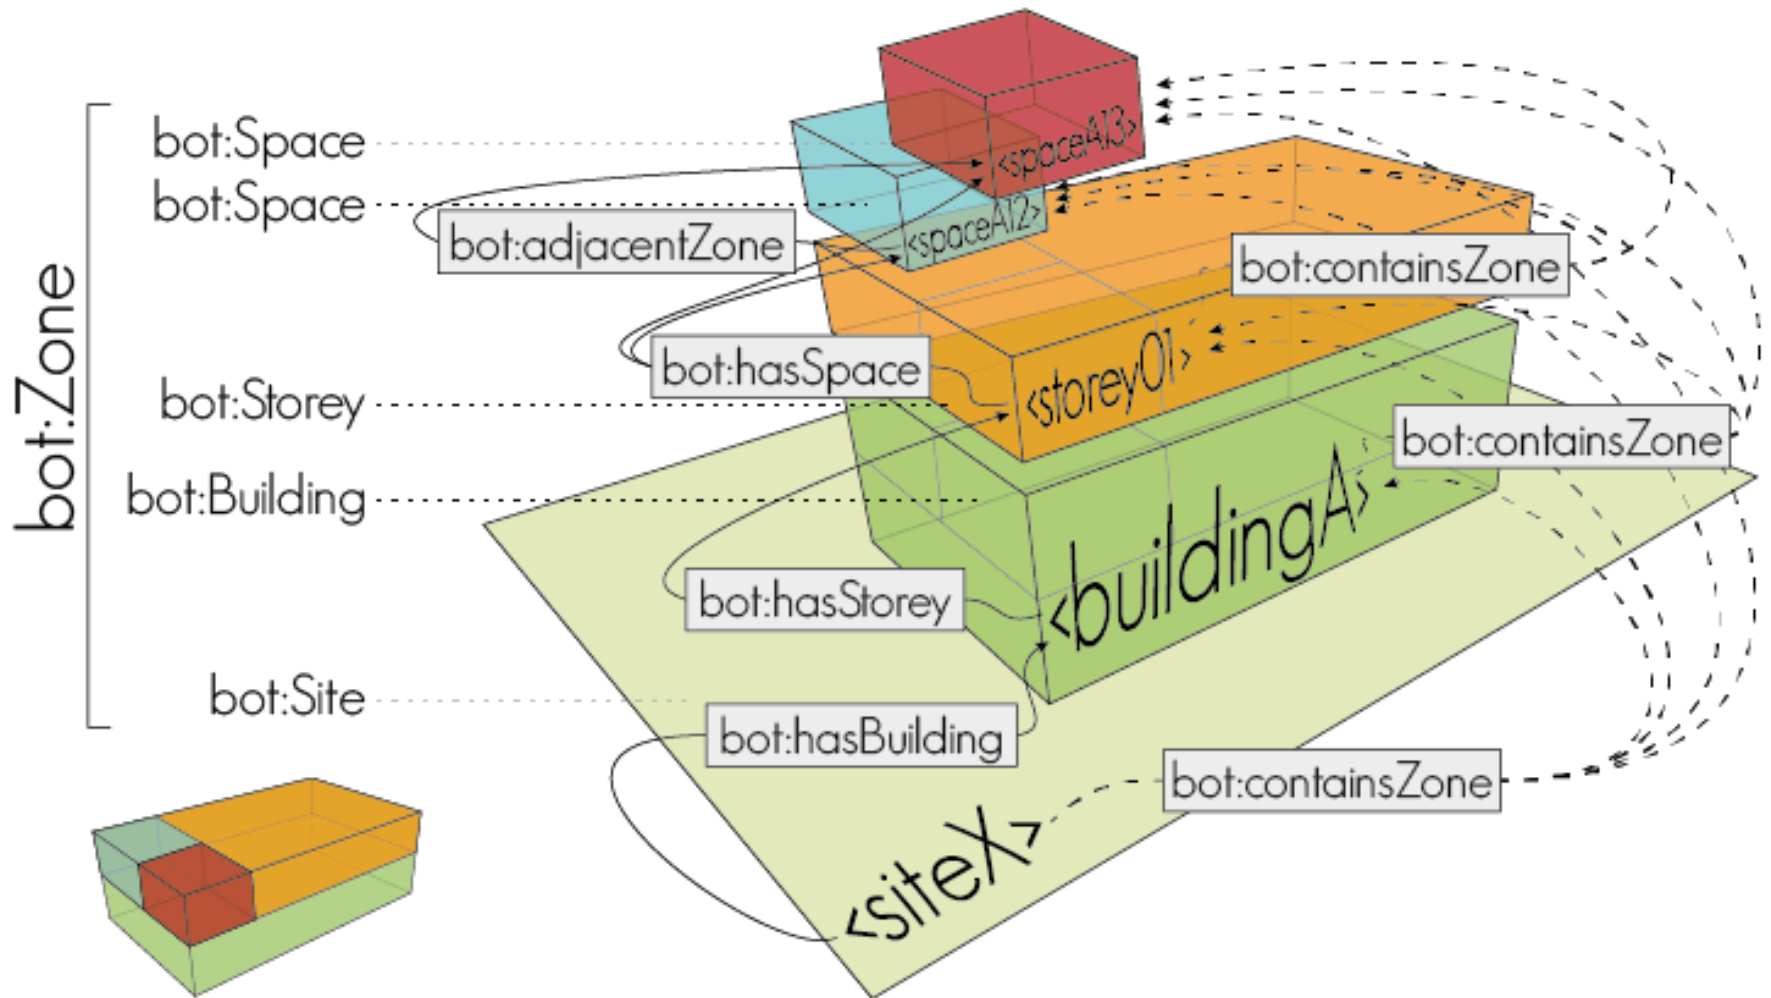 bot:Zone
bot:Space
bot:Space
bot:Storey
bot:Building
bot:Site
<spaceA13>
<spaceA12>
bot:adjacentZone
bot:containsZone
bot:hasSpace
<storey01>
bot:containsZone
<buildingA>
bot:hasStorey
bot:hasBuilding
bot:containsZone
<siteX>